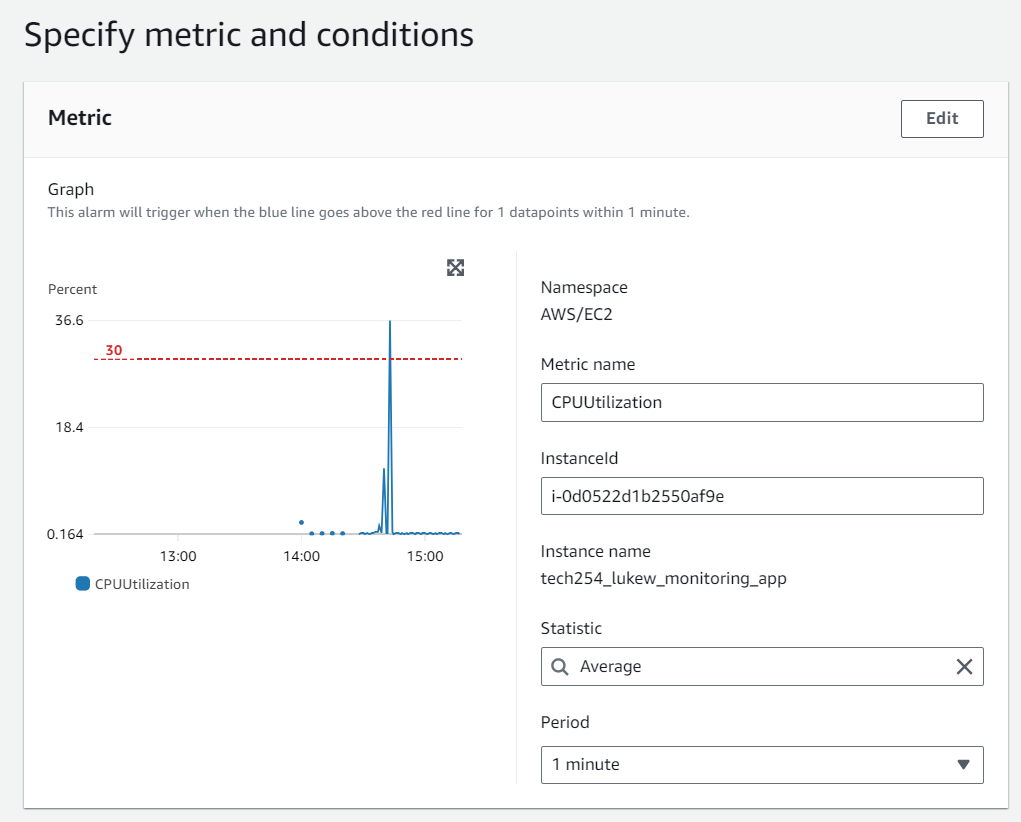 Specify metric and conditions
Metric
Edit
Graph
This alarm will trigger when the blue line goes above the red line for 1 datapoints within 1 minute.
Percent
36.6
30
18.4
0.164
13:00
14:00
15:00
CPUUtilization
Namespace
AWS/EC2
Metric name
CPUUtilization
InstanceId
i-0d0522d1b2550af9e
Instance name
tech254_lukew_monitoring_app
Statistic
Average
Period
1 minute